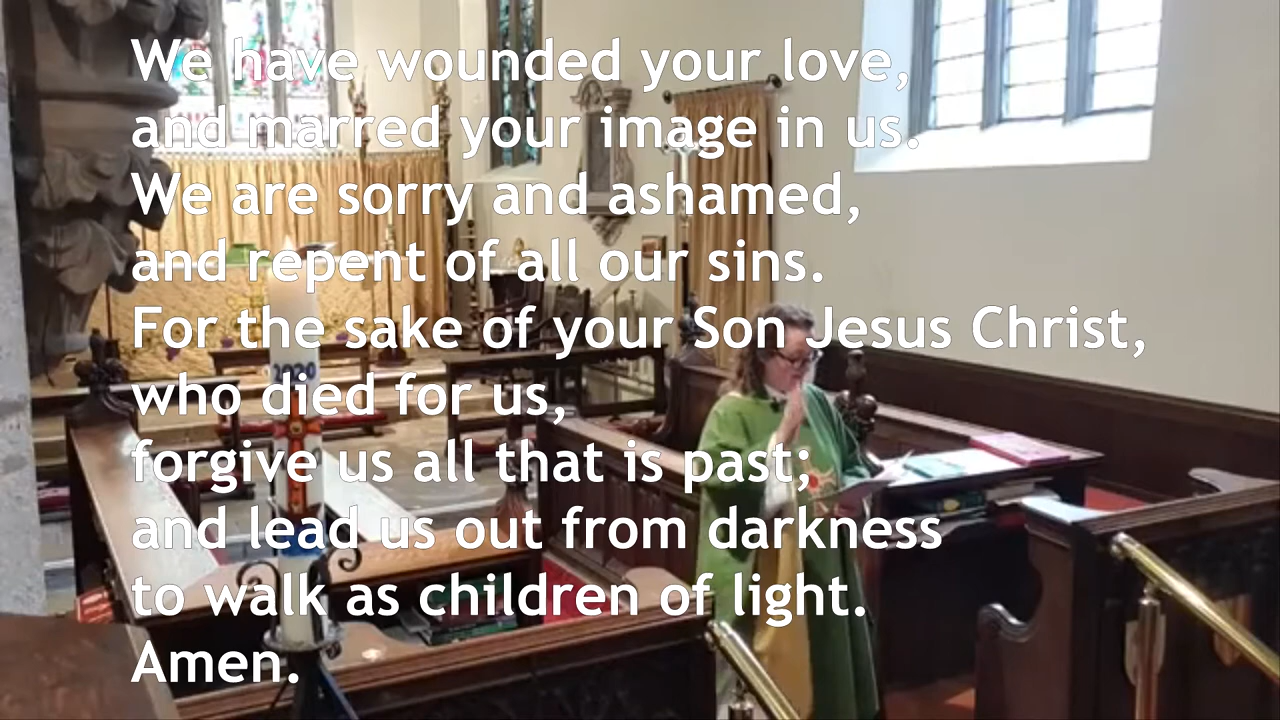 We have wounded your love,
and marred your image in us.
We are sorry and ashamed,
and repent of all our sins.
For the sake of your Son Jesus Christ,
who died for us,
forgive us all that is past;
and lead us out from darkness
to walk as children of light.
Amen.
2020